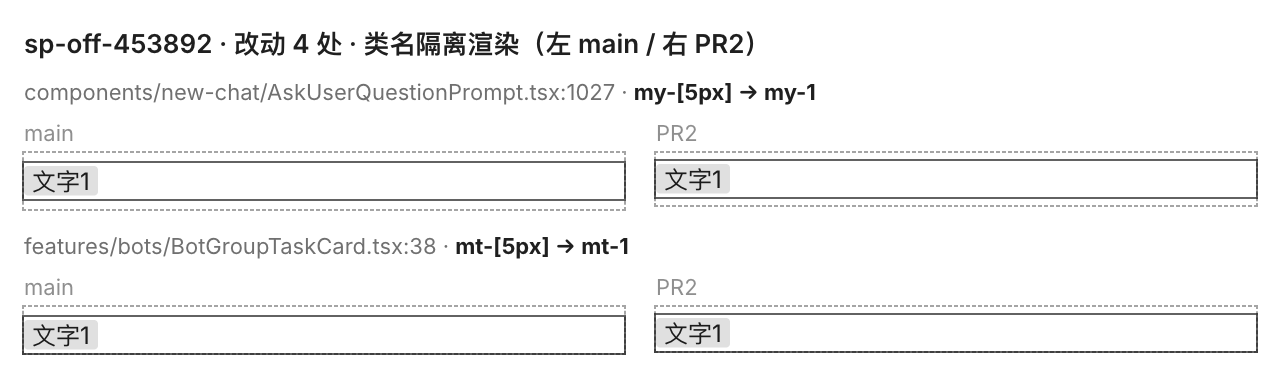 sp-off-453892 · 改动 4 处 · 类名隔离渲染（左 main / 右 PR2）
components/new-chat/AskUserQuestionPrompt.tsx:1027 · my-[5px] → my-1
main PR2
文字1 文字1
features/bots/BotGroupTaskCard.tsx:38 · mt-[5px] → mt-1
main PR2
文字1 文字1